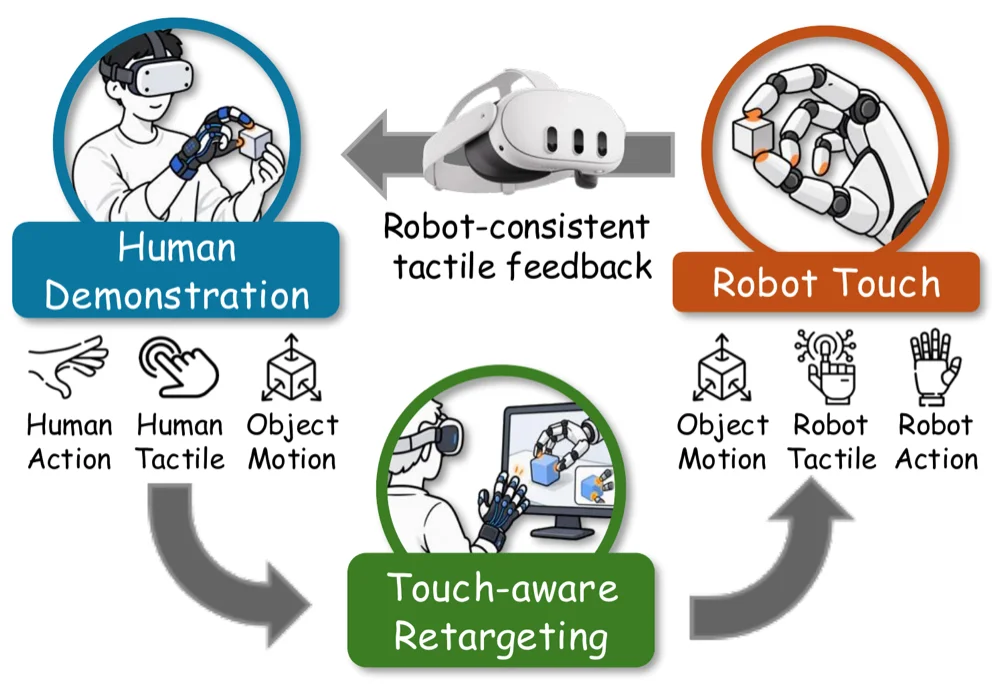 Robot-consistent
tactile feedback
Human
Demonstration
Robot Touch
Human
Action
Human
Tactile
Object
Motion
Object
Motion
Robot
Tactile
Robot
Action
Touch-aware
Retargeting